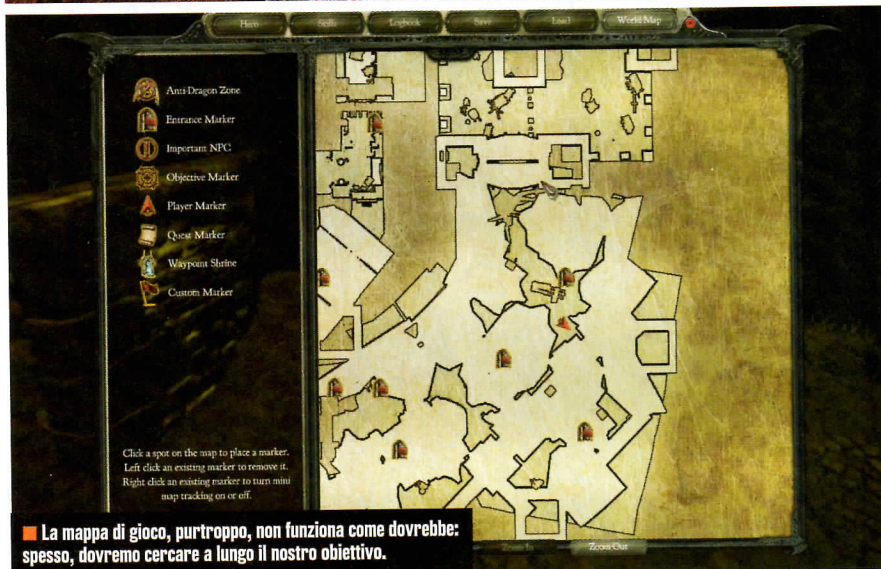 Hero Skills Logbook Save Load World Map
Anti-Dragon Zone
Entrance Marker
Important NPC
Objective Marker
Player Marker
Quest Marker
Waypoint Shrine
Custom Marker
Click a spot on the map to place a marker.
Left click an existing marker to remove it.
Right click an existing marker to turn mini
map tracking on or off.
Zoom In Zoom Out
La mappa di gioco, purtroppo, non funziona come dovrebbe:
spesso, dovremo cercare a lungo il nostro obiettivo.